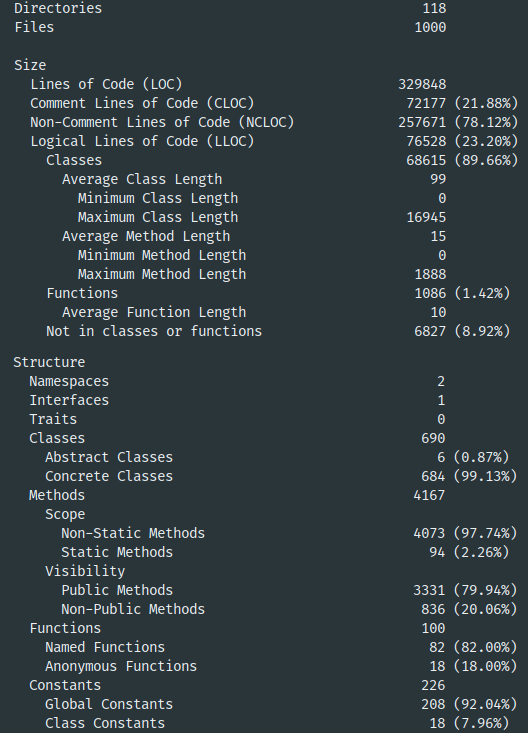 Directories 118
Files 1000
Size
Lines of Code (LOC) 329848
Comment Lines of Code (CLOC) 72177 (21.88%)
Non-Comment Lines of Code (NCLOC) 257671 (78.12%)
Logical Lines of Code (LLOC) 76528 (23.20%)
Classes 68615 (89.66%)
Average Class Length 99
Minimum Class Length 0
Maximum Class Length 16945
Average Method Length 15
Minimum Method Length 0
Maximum Method Length 1888
Functions 1086 (1.42%)
Average Function Length 10
Not in classes or functions 6827 (8.92%)
Structure
Namespaces 2
Interfaces 1
Traits 0
Classes 690
Abstract Classes 6 (0.87%)
Concrete Classes 684 (99.13%)
Methods 4167
Scope
Non-Static Methods 4073 (97.74%)
Static Methods 94 (2.26%)
Visibility
Public Methods 3331 (79.94%)
Non-Public Methods 836 (20.06%)
Functions 100
Named Functions 82 (82.00%)
Anonymous Functions 18 (18.00%)
Constants 226
Global Constants 208 (92.04%)
Class Constants 18 (7.96%)